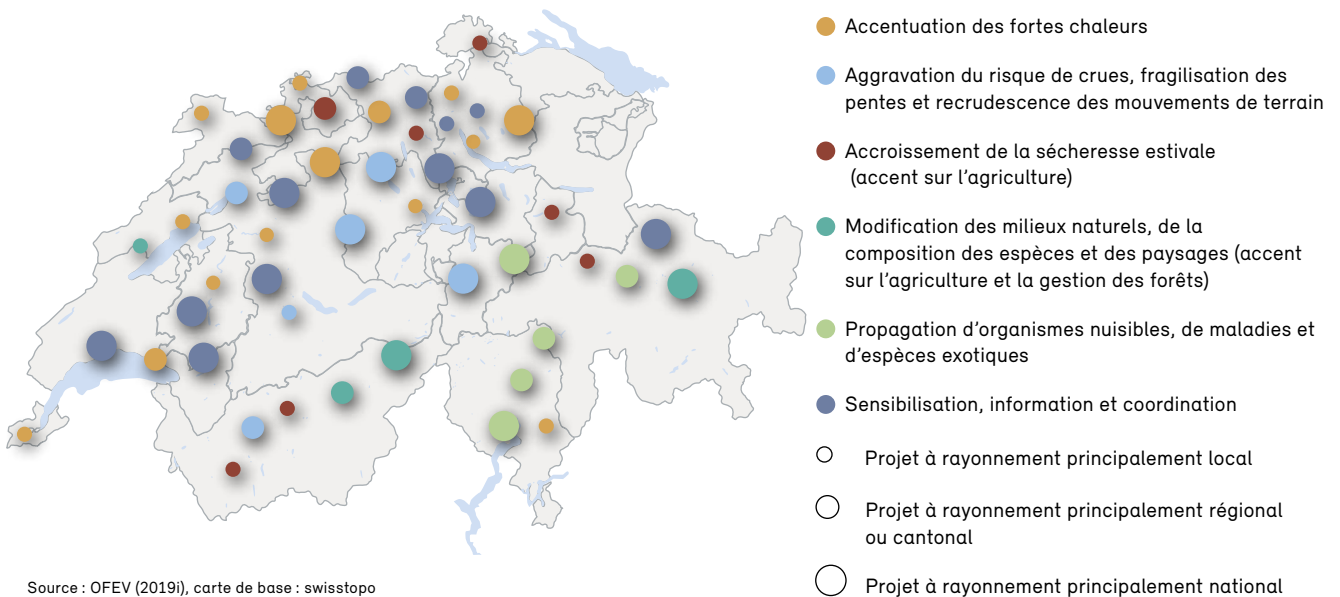 Accentuation des fortes chaleurs
Aggravation du risque de crues, fragilisation des
pentes et recrudescence des mouvements de terrain
Accroissement de la sécheresse estivale
(accent sur l'agriculture)
Modification des milieux naturels, de la
composition des espèces et des paysages (accent
sur l'agriculture et la gestion des forêts)
Propagation d'organismes nuisibles, de maladies et
d'espèces exotiques
Sensibilisation, information et coordination
Projet à rayonnement principalement local
Projet à rayonnement principalement régional
ou cantonal
Projet à rayonnement principalement national
Source : OFEV (2019i), carte de base : swisstopo